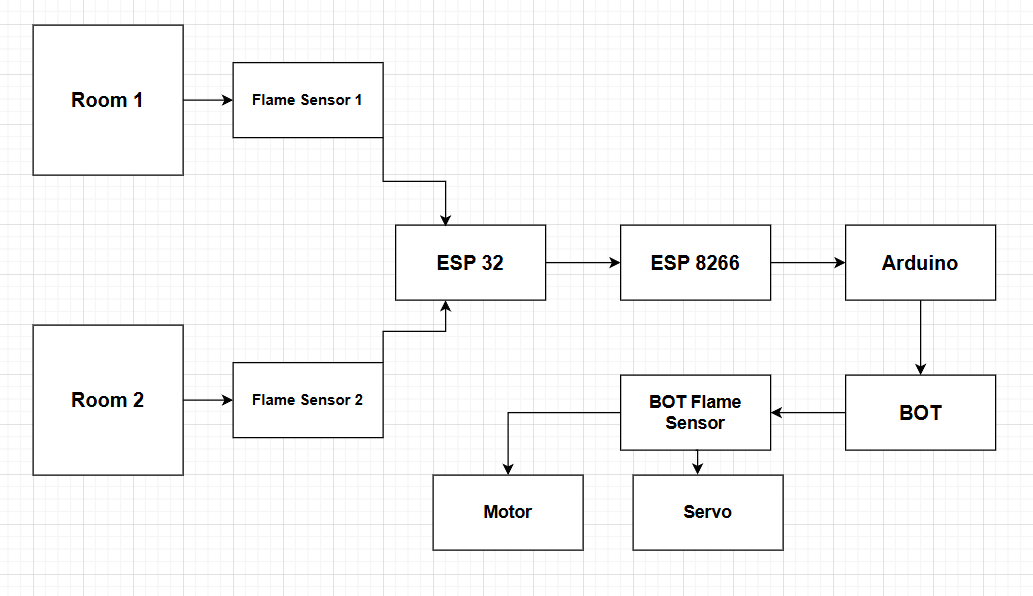 Room 1
Flame Sensor 1
ESP 32
ESP 8266
Arduino
Room 2
Flame Sensor 2
BOT Flame
Sensor
BOT
Motor
Servo